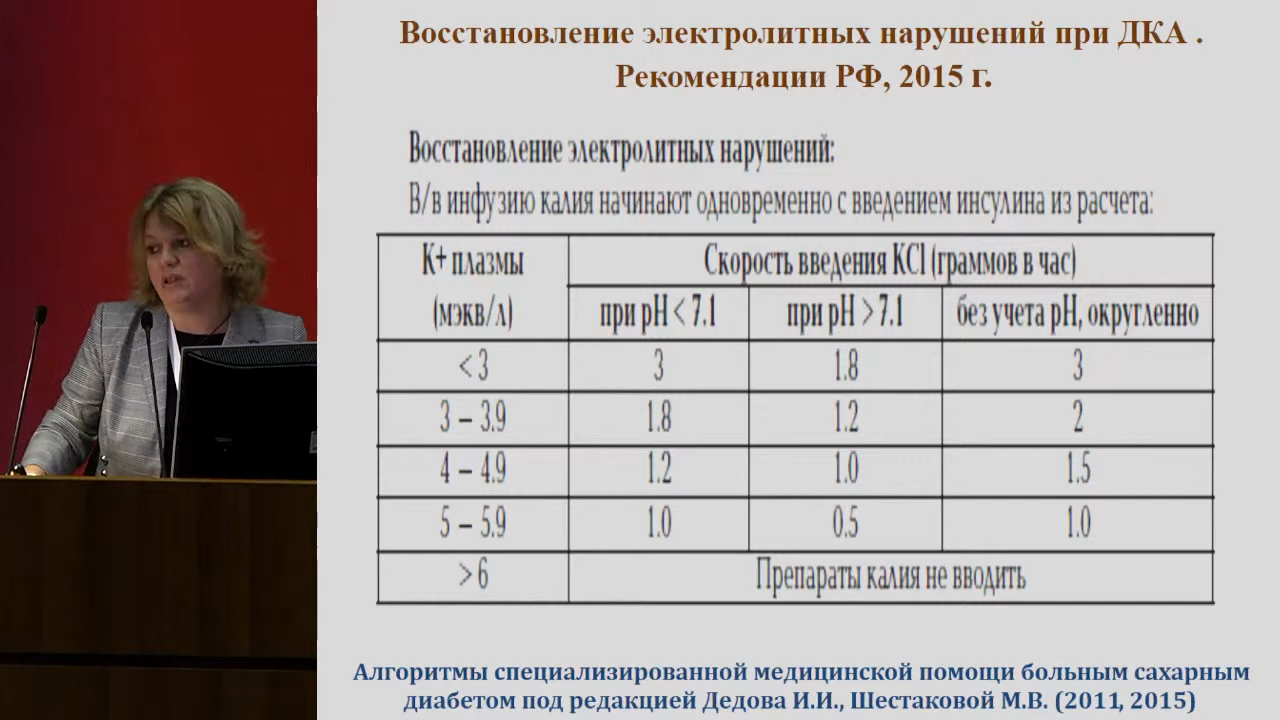 Восстановление электролитных нарушений при ДКА .
Рекомендации РФ, 2015 г.
Восстановление электролитных нарушений:
В/в инфузию калия начинают одновременно с введением инсулина из расчета:
K+ плазмы (мэкв/л)
Скорость введения KCl (граммов в час)
при pH < 7.1
при pH > 7.1
без учета pH, округленно
< 3
3
1.8
3
3 – 3.9
1.8
1.2
2
4 – 4.9
1.2
1.0
1.5
5 – 5.9
1.0
0.5
1.0
> 6
Препараты калия не вводить
Алгоритмы специализированной медицинской помощи больным сахарным
диабетом под редакцией Дедова И.И., Шестаковой М.В. (2011, 2015)